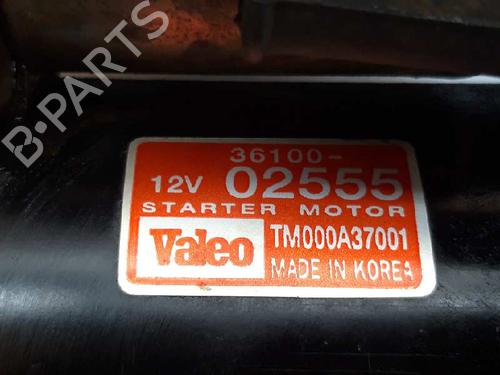 B-PARTS
36100-
12V 02555
STARTER MOTOR
Valeo TM000A37001
MADE IN KOREA